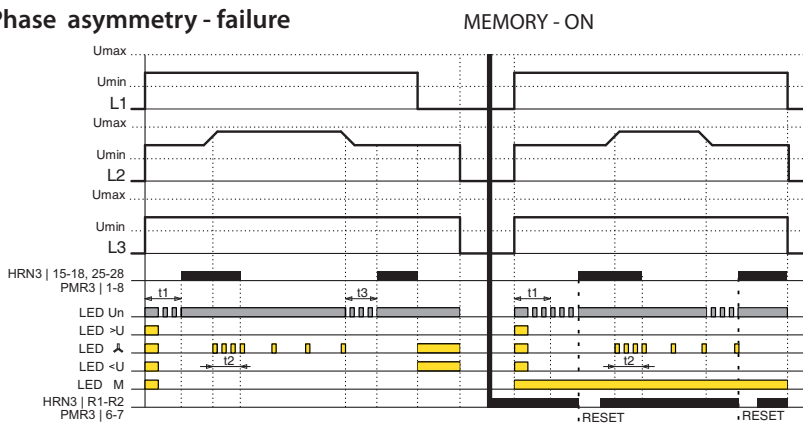 Phase asymmetry - failure
MEMORY - ON
Umax
Umin
L1
Umax
Umin
L2
Umax
Umin
L3
HRN3 | 15-18, 25-28
PMR3 | 1-8
t1
t3
t1
LED Un
LED >U
LED
t2
t2
LED <U
LED M
HRN3 | R1-R2
PMR3 | 6-7
RESET
RESET